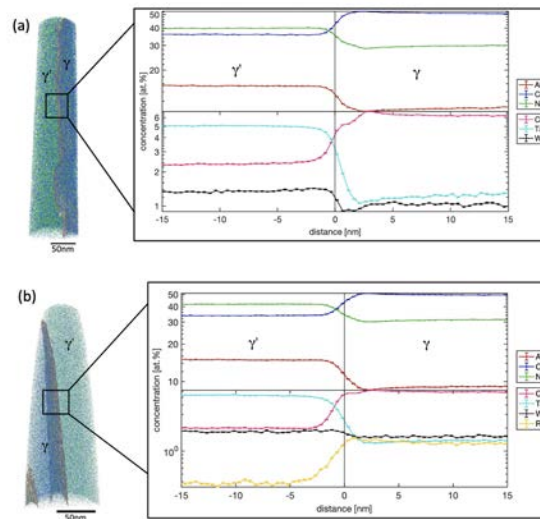 (a)
γ'
γ
50nm
concentration [at. %]
50
40
30
20
γ'
γ
A
C
N
6
5
4
3
2
1
C
T
W
-15
-10
-5
0
5
10
15
distance [nm]
(b)
γ'
γ
50nm
concentration [at.%]
50
40
30
20
10
γ'
γ
A
C
N
10⁰
C
T
W
R
-15
-10
-5
0
5
10
15
distance [nm]